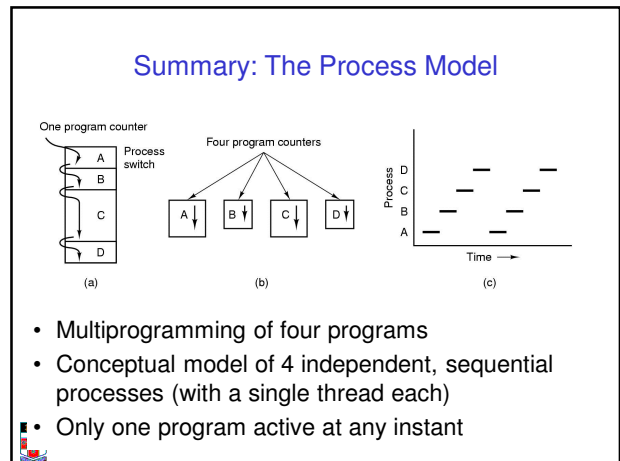 Summary: The Process Model
One program counter
Process
switch
A
B
C
D
(a)
Four program counters
A
B
C
D
(b)
Process
D
C
B
A
Time
(c)
• Multiprogramming of four programs
• Conceptual model of 4 independent, sequential
processes (with a single thread each)
• Only one program active at any instant